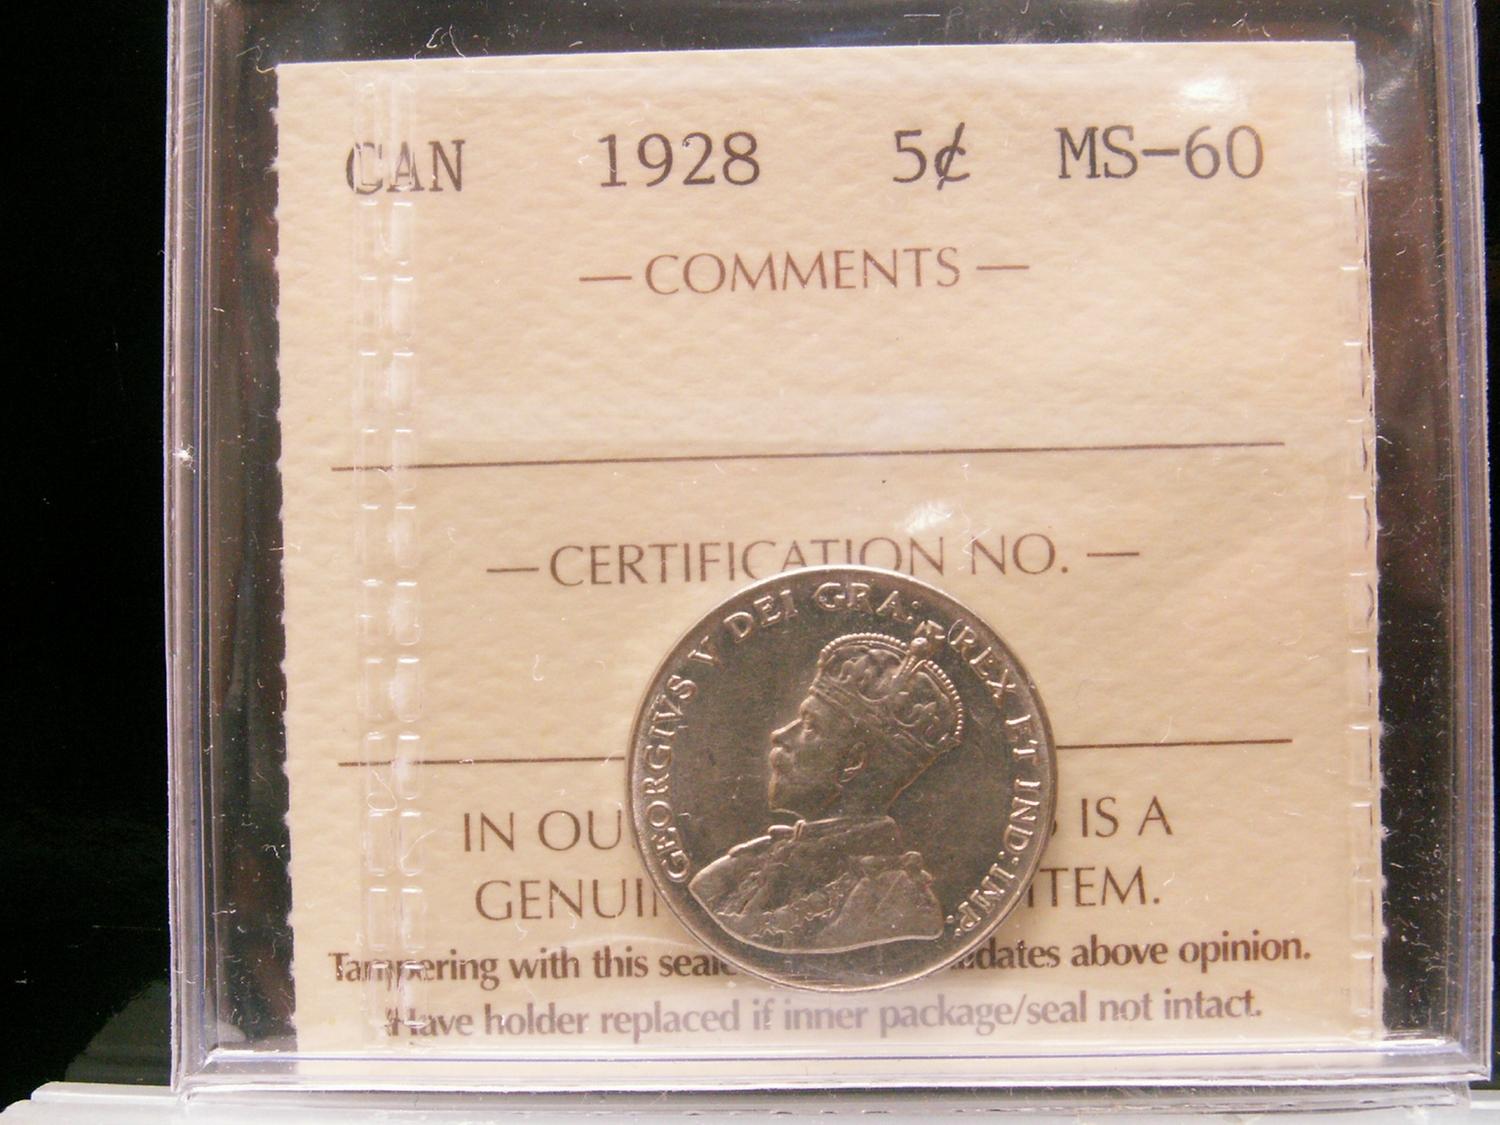 CAN 1928 5¢ MS-60
— COMMENTS —
— CERTIFICATION NO. —
GEORGIVS V DEI GRA: REX ET IND:IMP:
IN OU IS A
GENUI ITEM.
Tampering with this seal dates above opinion.
Have holder replaced if inner package/seal not intact.